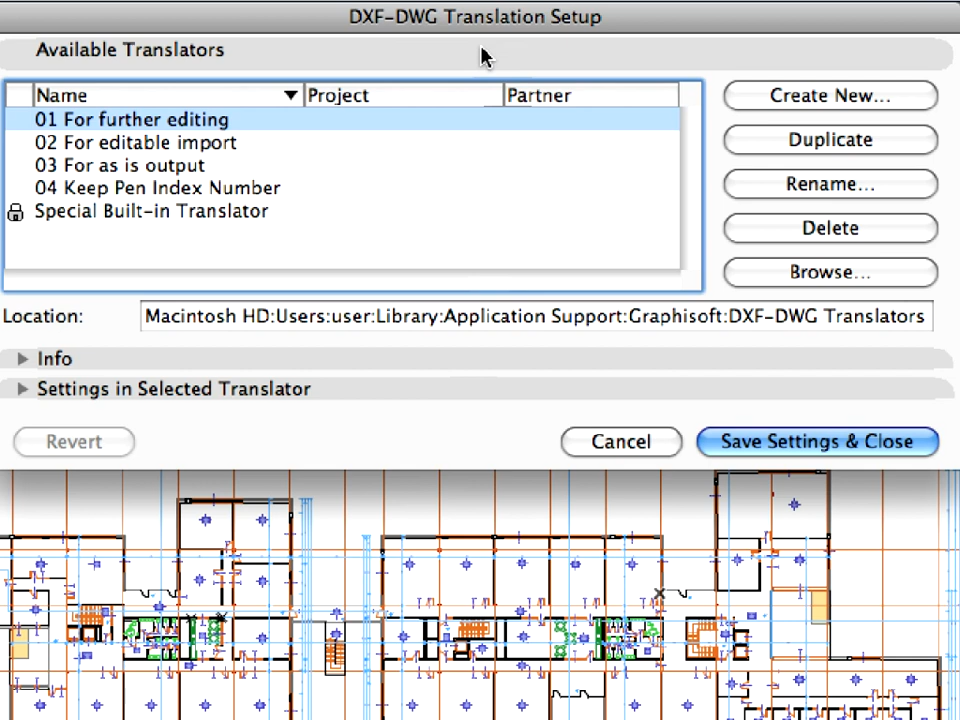 DXF-DWG Translation Setup
Available Translators
Name Project Partner
01 For further editing
02 For editable import
03 For as is output
04 Keep Pen Index Number
Special Built-in Translator
Create New...
Duplicate
Rename...
Delete
Browse...
Location: Macintosh HD:Users:user:Library:Application Support:Graphisoft:DXF-DWG Translators
Info
Settings in Selected Translator
Revert Cancel Save Settings & Close